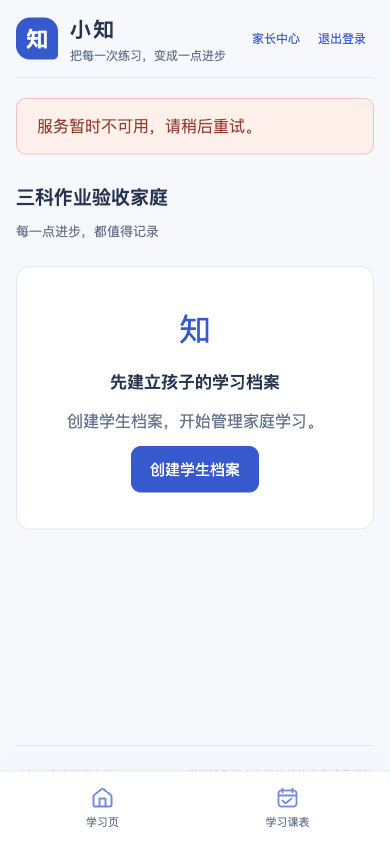 知
小知
把每一次练习，变成一点进步
家长中心
退出登录
服务暂时不可用，请稍后重试。
三科作业验收家庭
每一点进步，都值得记录
知
先建立孩子的学习档案
创建学生档案，开始管理家庭学习。
创建学生档案
学习页
学习课表